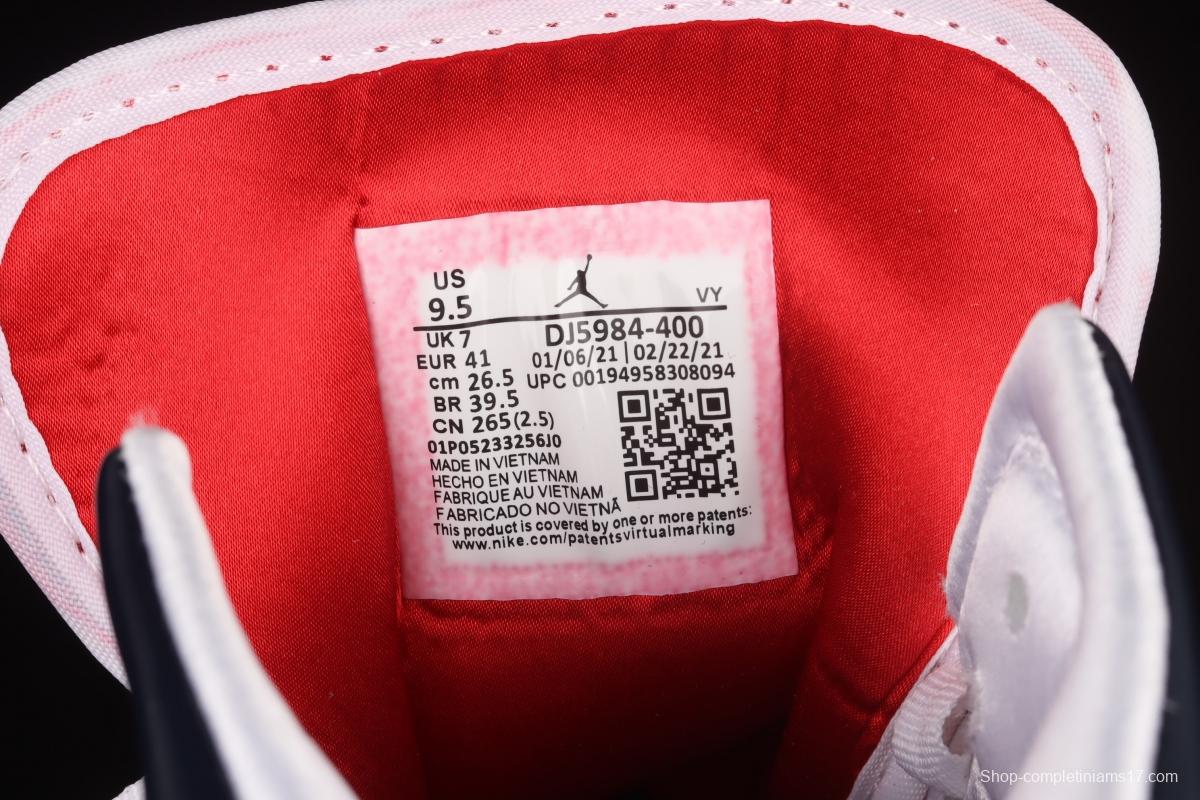 US
9.5
VY
UK 7
DJ5984-400
EUR 41
01/06/21 | 02/22/21
cm 26.5
UPC 00194958308094
BR 39.5
CN 265(2.5)
01P05233256J0
MADE IN VIETNAM
HECHO EN VIETNAM
FABRIQUE AU VIETNAM
FABRICADO NO VIETNÃ
This product is covered by one or more patents:
www.nike.com/patentsvirtualmarking
Shop-completiniams17.com